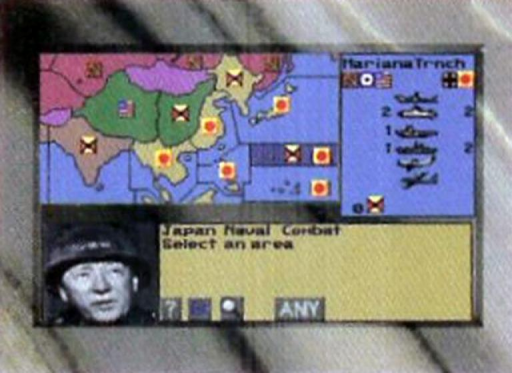 MarianaTrnch
2 2
1
1 2
0
Japan Naval Combat
Select an area
?
ANY